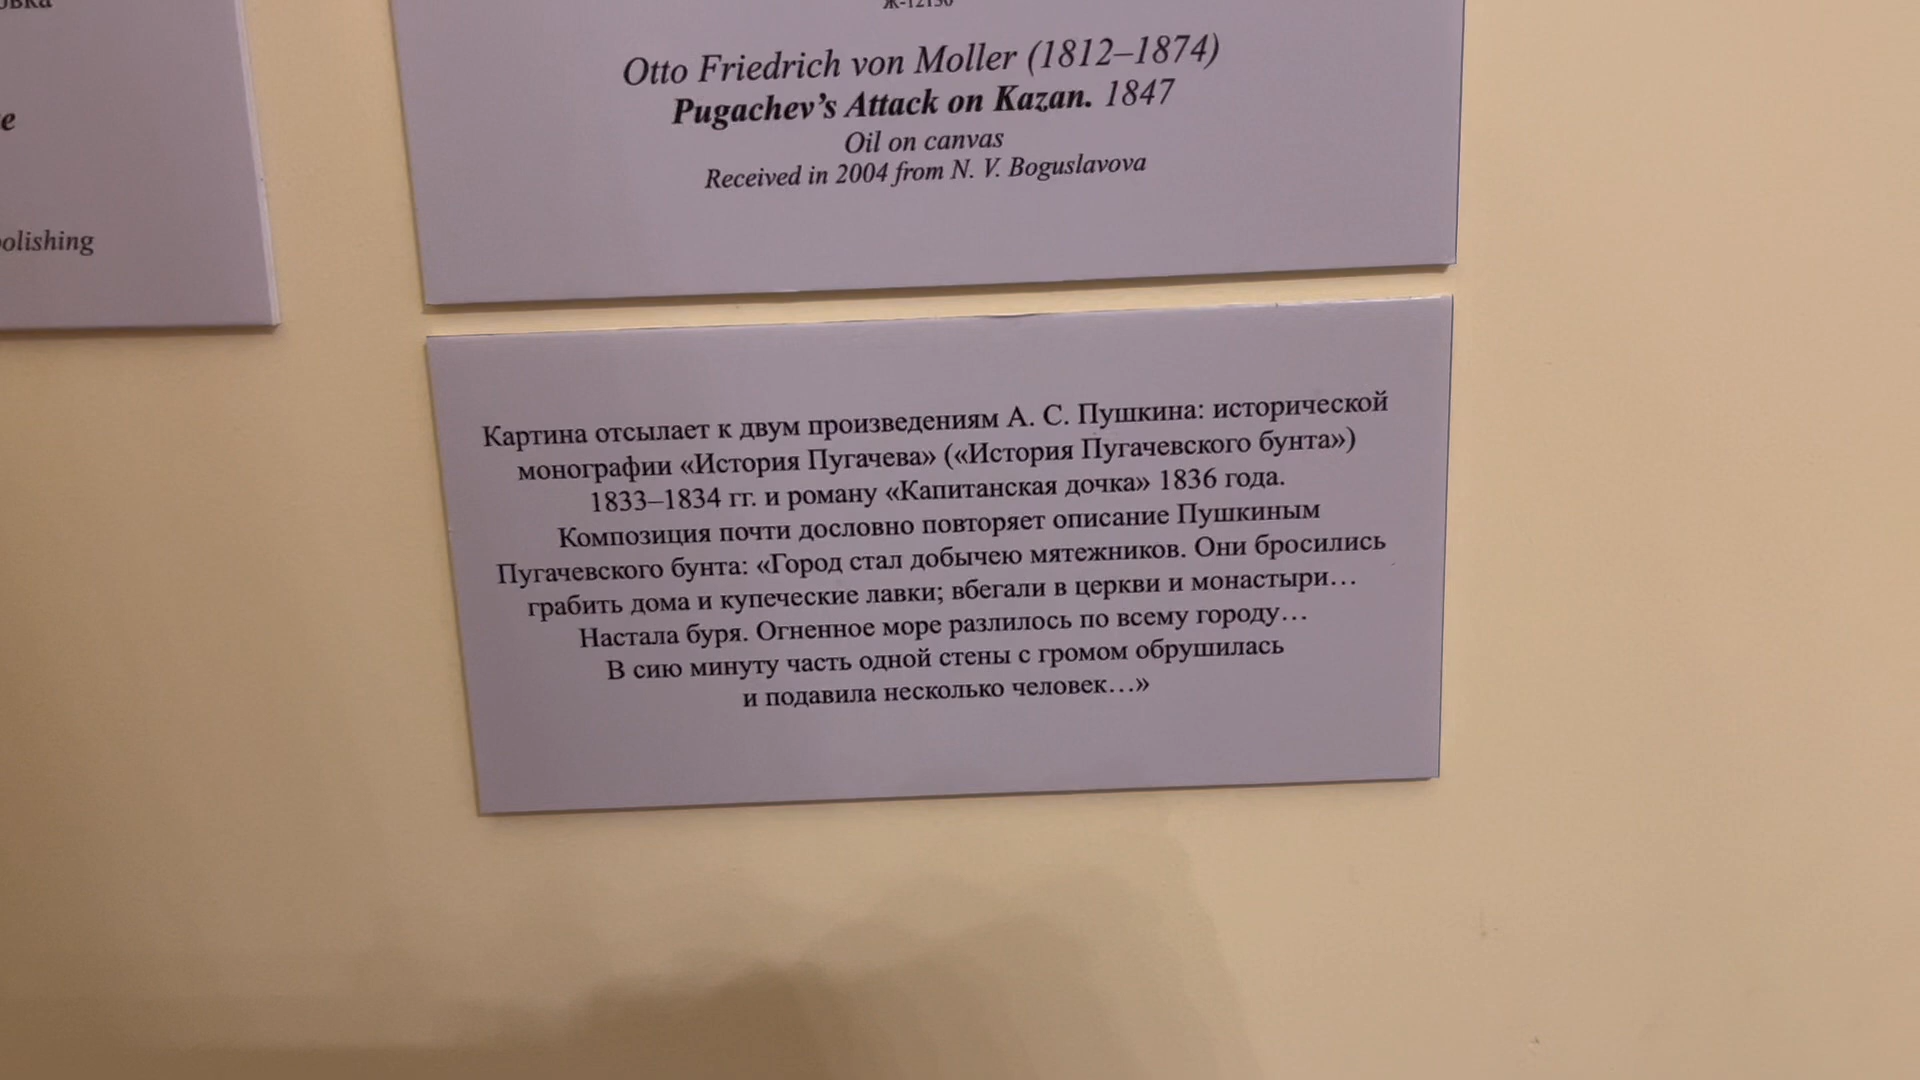 Otto Friedrich von Moller (1812–1874)
Pugachev’s Attack on Kazan. 1847
Oil on canvas
Received in 2004 from N. V. Boguslavova
olishing
Картина отсылает к двум произведениям А. С. Пушкина: исторической
монографии «История Пугачева» («История Пугачевского бунта»)
1833–1834 гг. и роману «Капитанская дочка» 1836 года.
Композиция почти дословно повторяет описание Пушкиным
Пугачевского бунта: «Город стал добычею мятежников. Они бросились
грабить дома и купеческие лавки; вбегали в церкви и монастыри…
Настала буря. Огненное море разлилось по всему городу…
В сию минуту часть одной стены с громом обрушилась
и подавила несколько человек…»